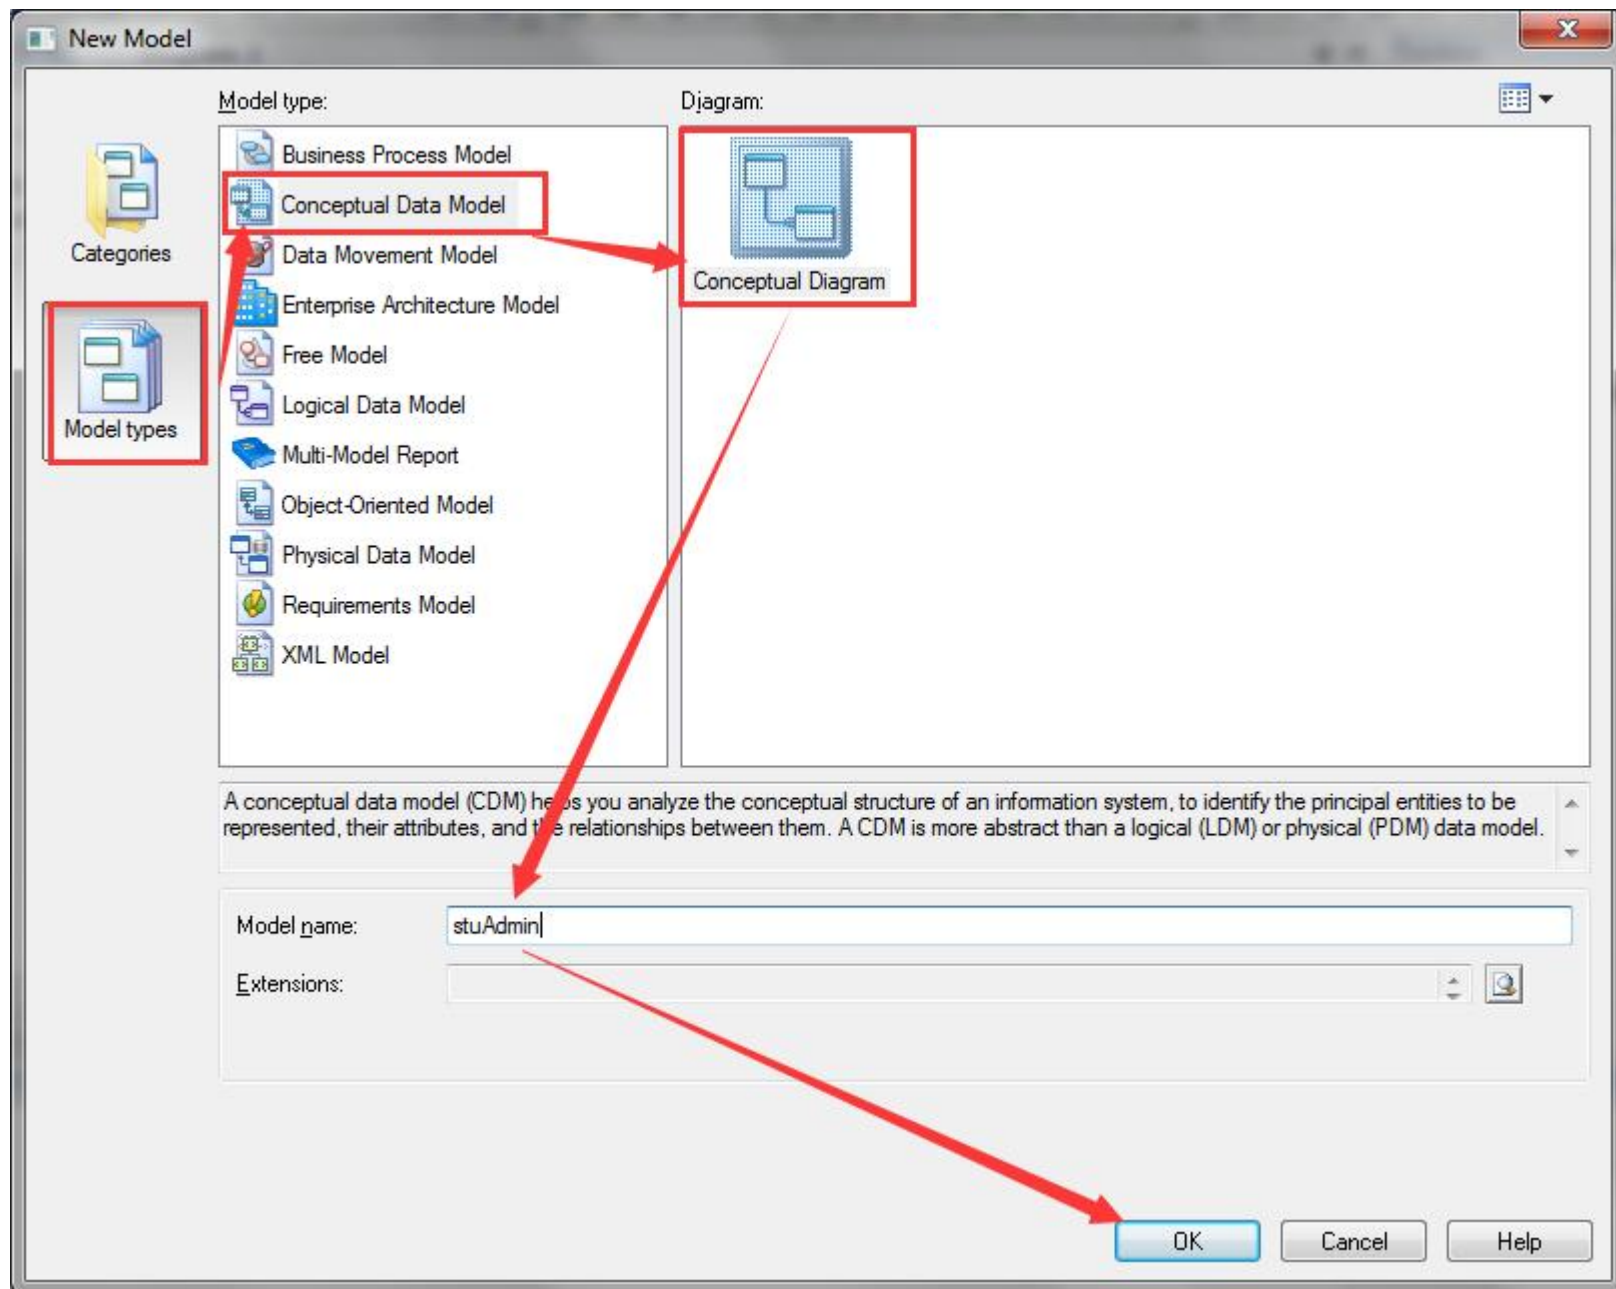 New Model
Model type:
Diagram:
Categories
Model types
Business Process Model
Conceptual Data Model
Data Movement Model
Enterprise Architecture Model
Free Model
Logical Data Model
Multi-Model Report
Object-Oriented Model
Physical Data Model
Requirements Model
XML Model
Conceptual Diagram
A conceptual data model (CDM) helps you analyze the conceptual structure of an information system, to identify the principal entities to be
represented, their attributes, and the relationships between them. A CDM is more abstract than a logical (LDM) or physical (PDM) data model.
Model name:
stuAdmin
Extensions:
OK
Cancel
Help